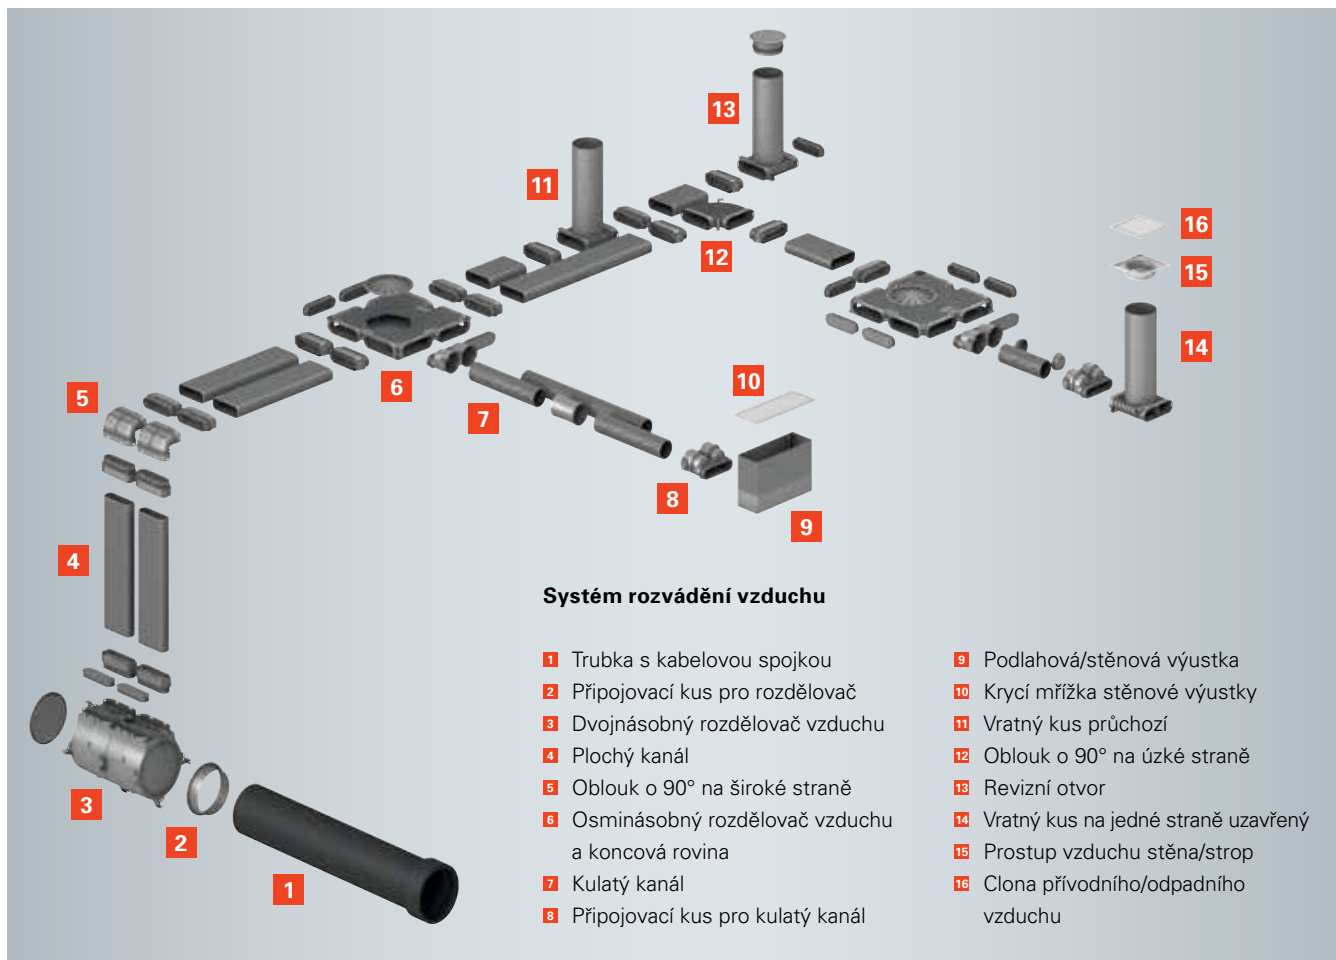 13
11
16
12
15
14
6
10
5
7
8
9
4
3
2
1
Systém rozvádění vzduchu
1 Trubka s kabelovou spojkou
2 Připojovací kus pro rozdělovač
3 Dvojnásobný rozdělovač vzduchu
4 Plochý kanál
5 Oblouk o 90° na široké straně
6 Osminásobný rozdělovač vzduchu
a koncová rovina
7 Kulatý kanál
8 Připojovací kus pro kulatý kanál
9 Podlahová/stěnová výustka
10 Krycí mřížka stěnové výustky
11 Vratný kus průchozí
12 Oblouk o 90° na úzké straně
13 Revizní otvor
14 Vratný kus na jedné straně uzavřený
15 Prostup vzduchu stěna/strop
16 Clona přívodního/odpadního
vzduchu